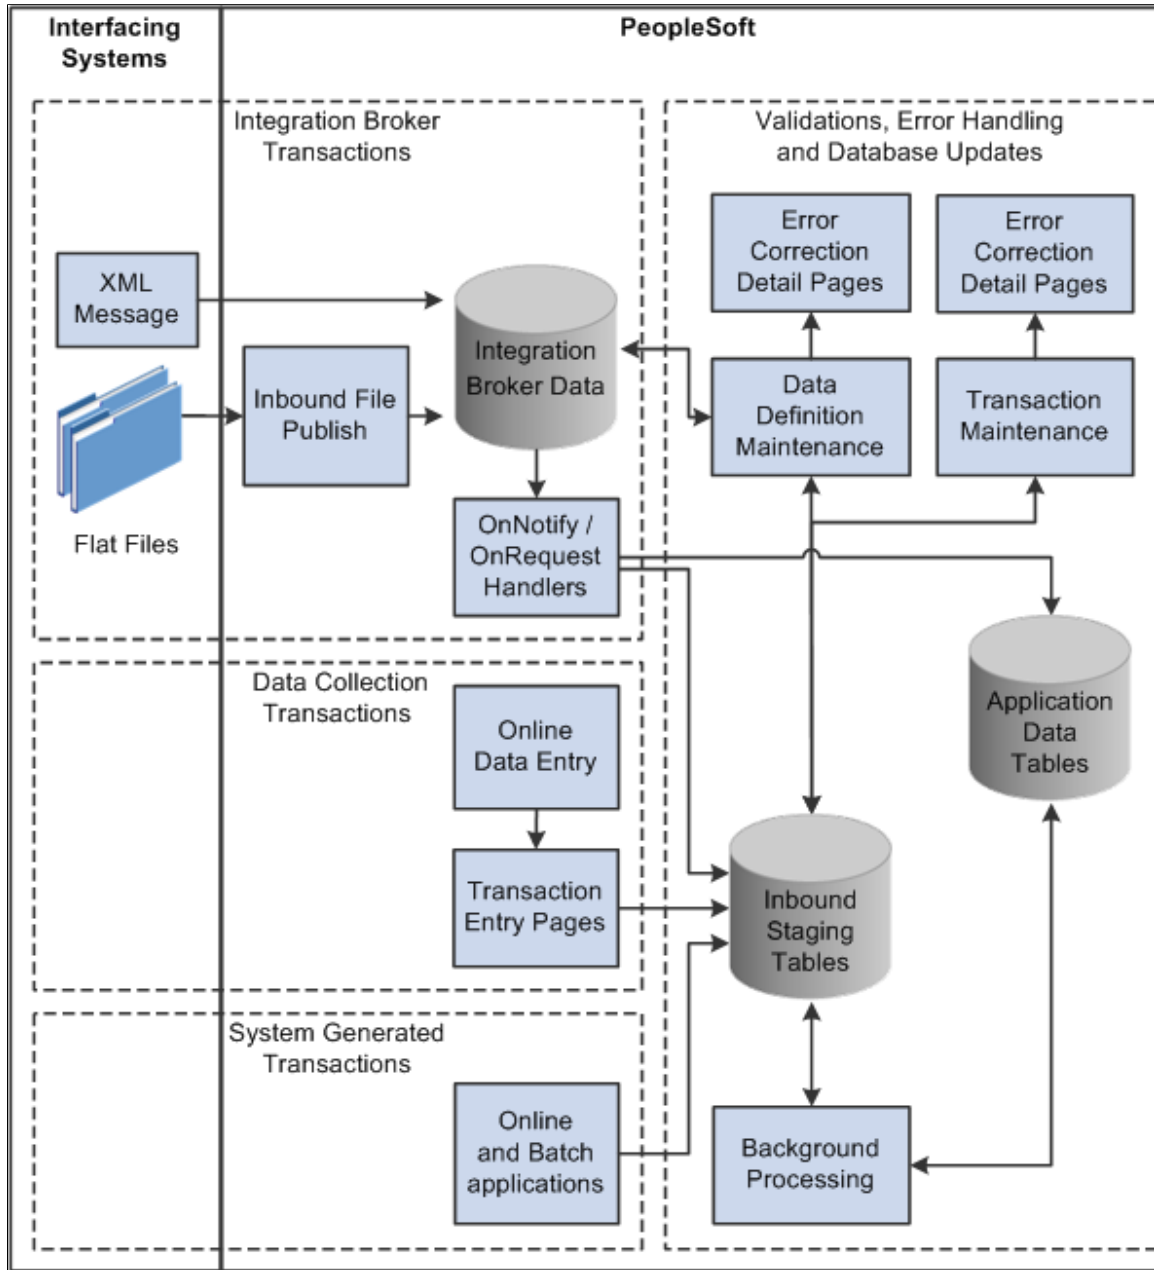 Interfacing
Systems
PeopleSoft
Integration Broker
Transactions
XML
Message
Flat Files
Inbound File
Publish
Integration
Broker Data
OnNotify /
OnRequest
Handlers
Data Collection
Transactions
Online
Data Entry
Transaction
Entry Pages
System Generated
Transactions
Online
and Batch
applications
Validations, Error Handling
and Database Updates
Error
Correction
Detail Pages
Error
Correction
Detail Pages
Data
Definition
Maintenance
Transaction
Maintenance
Application
Data
Tables
Inbound
Staging
Tables
Background
Processing